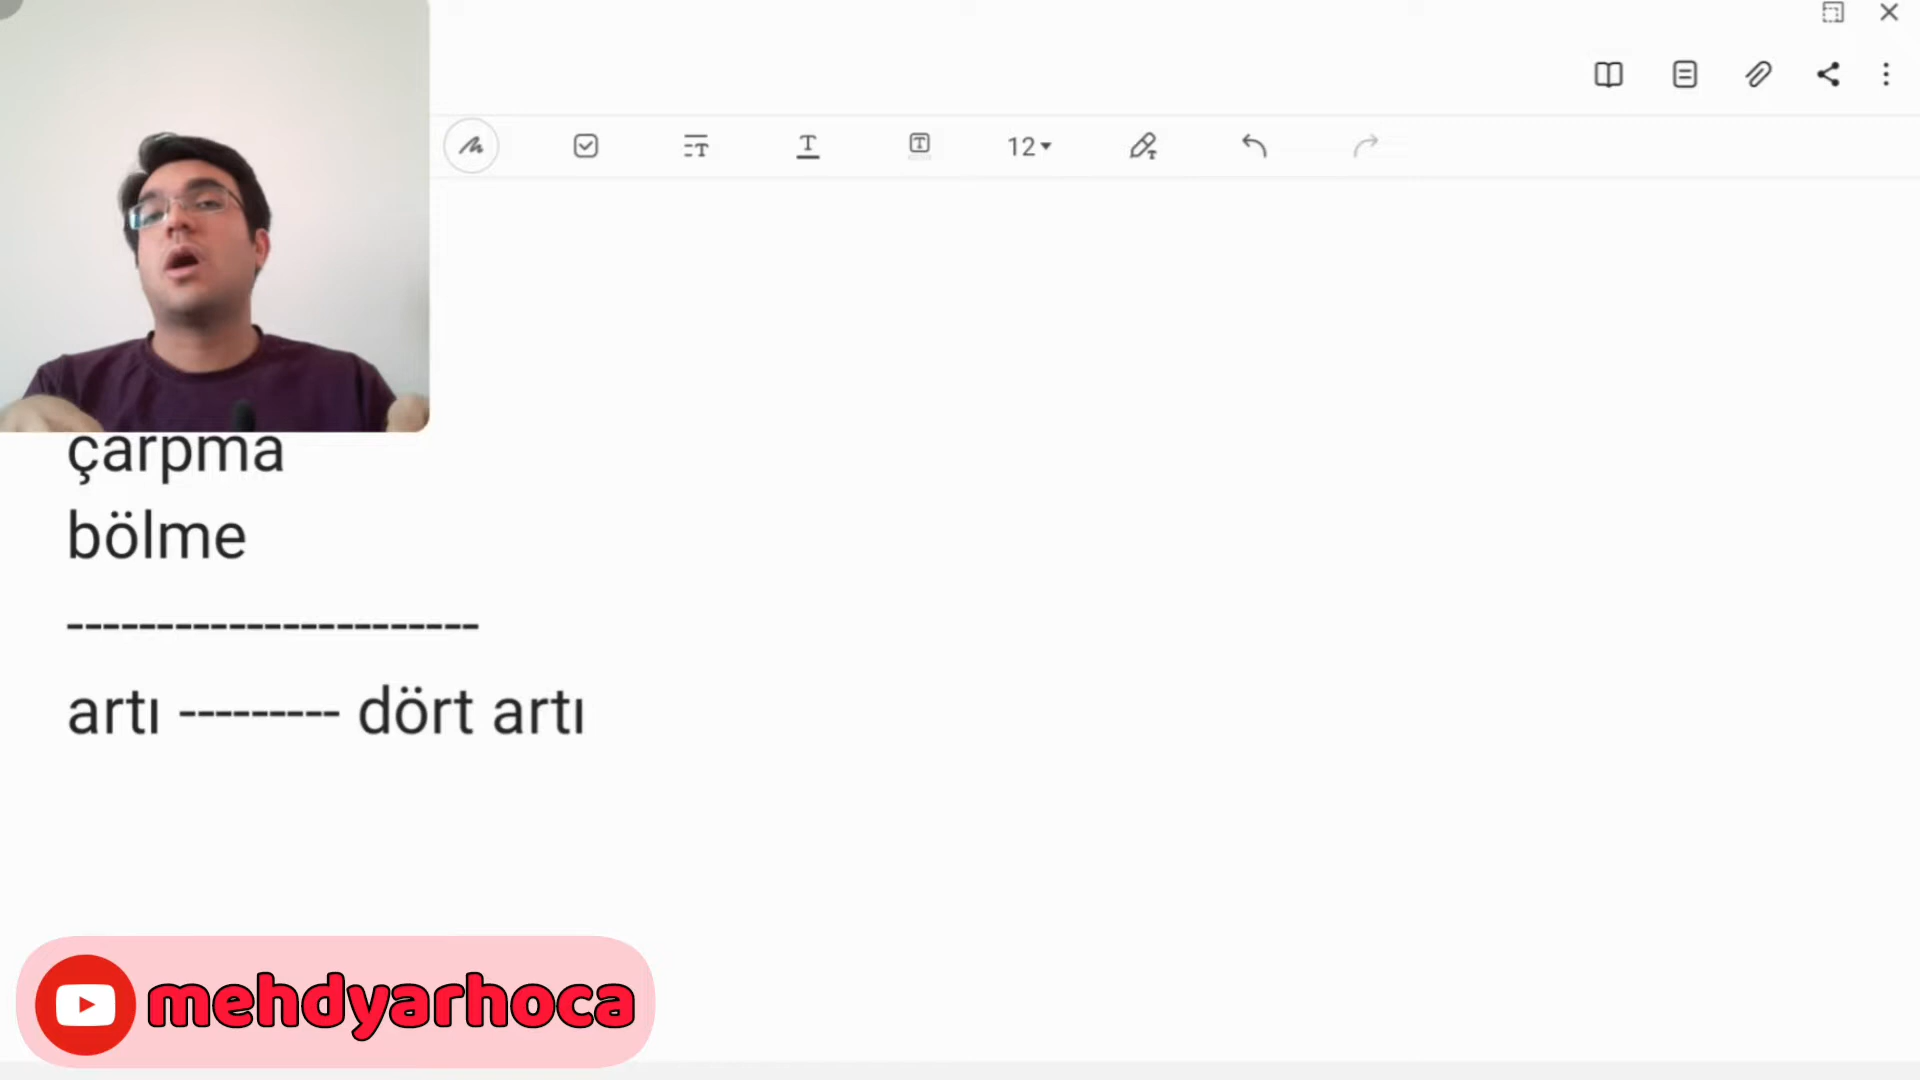 12
çarpma
bölme
-----------------------
artı --------- dört artı
mehdyarhoca